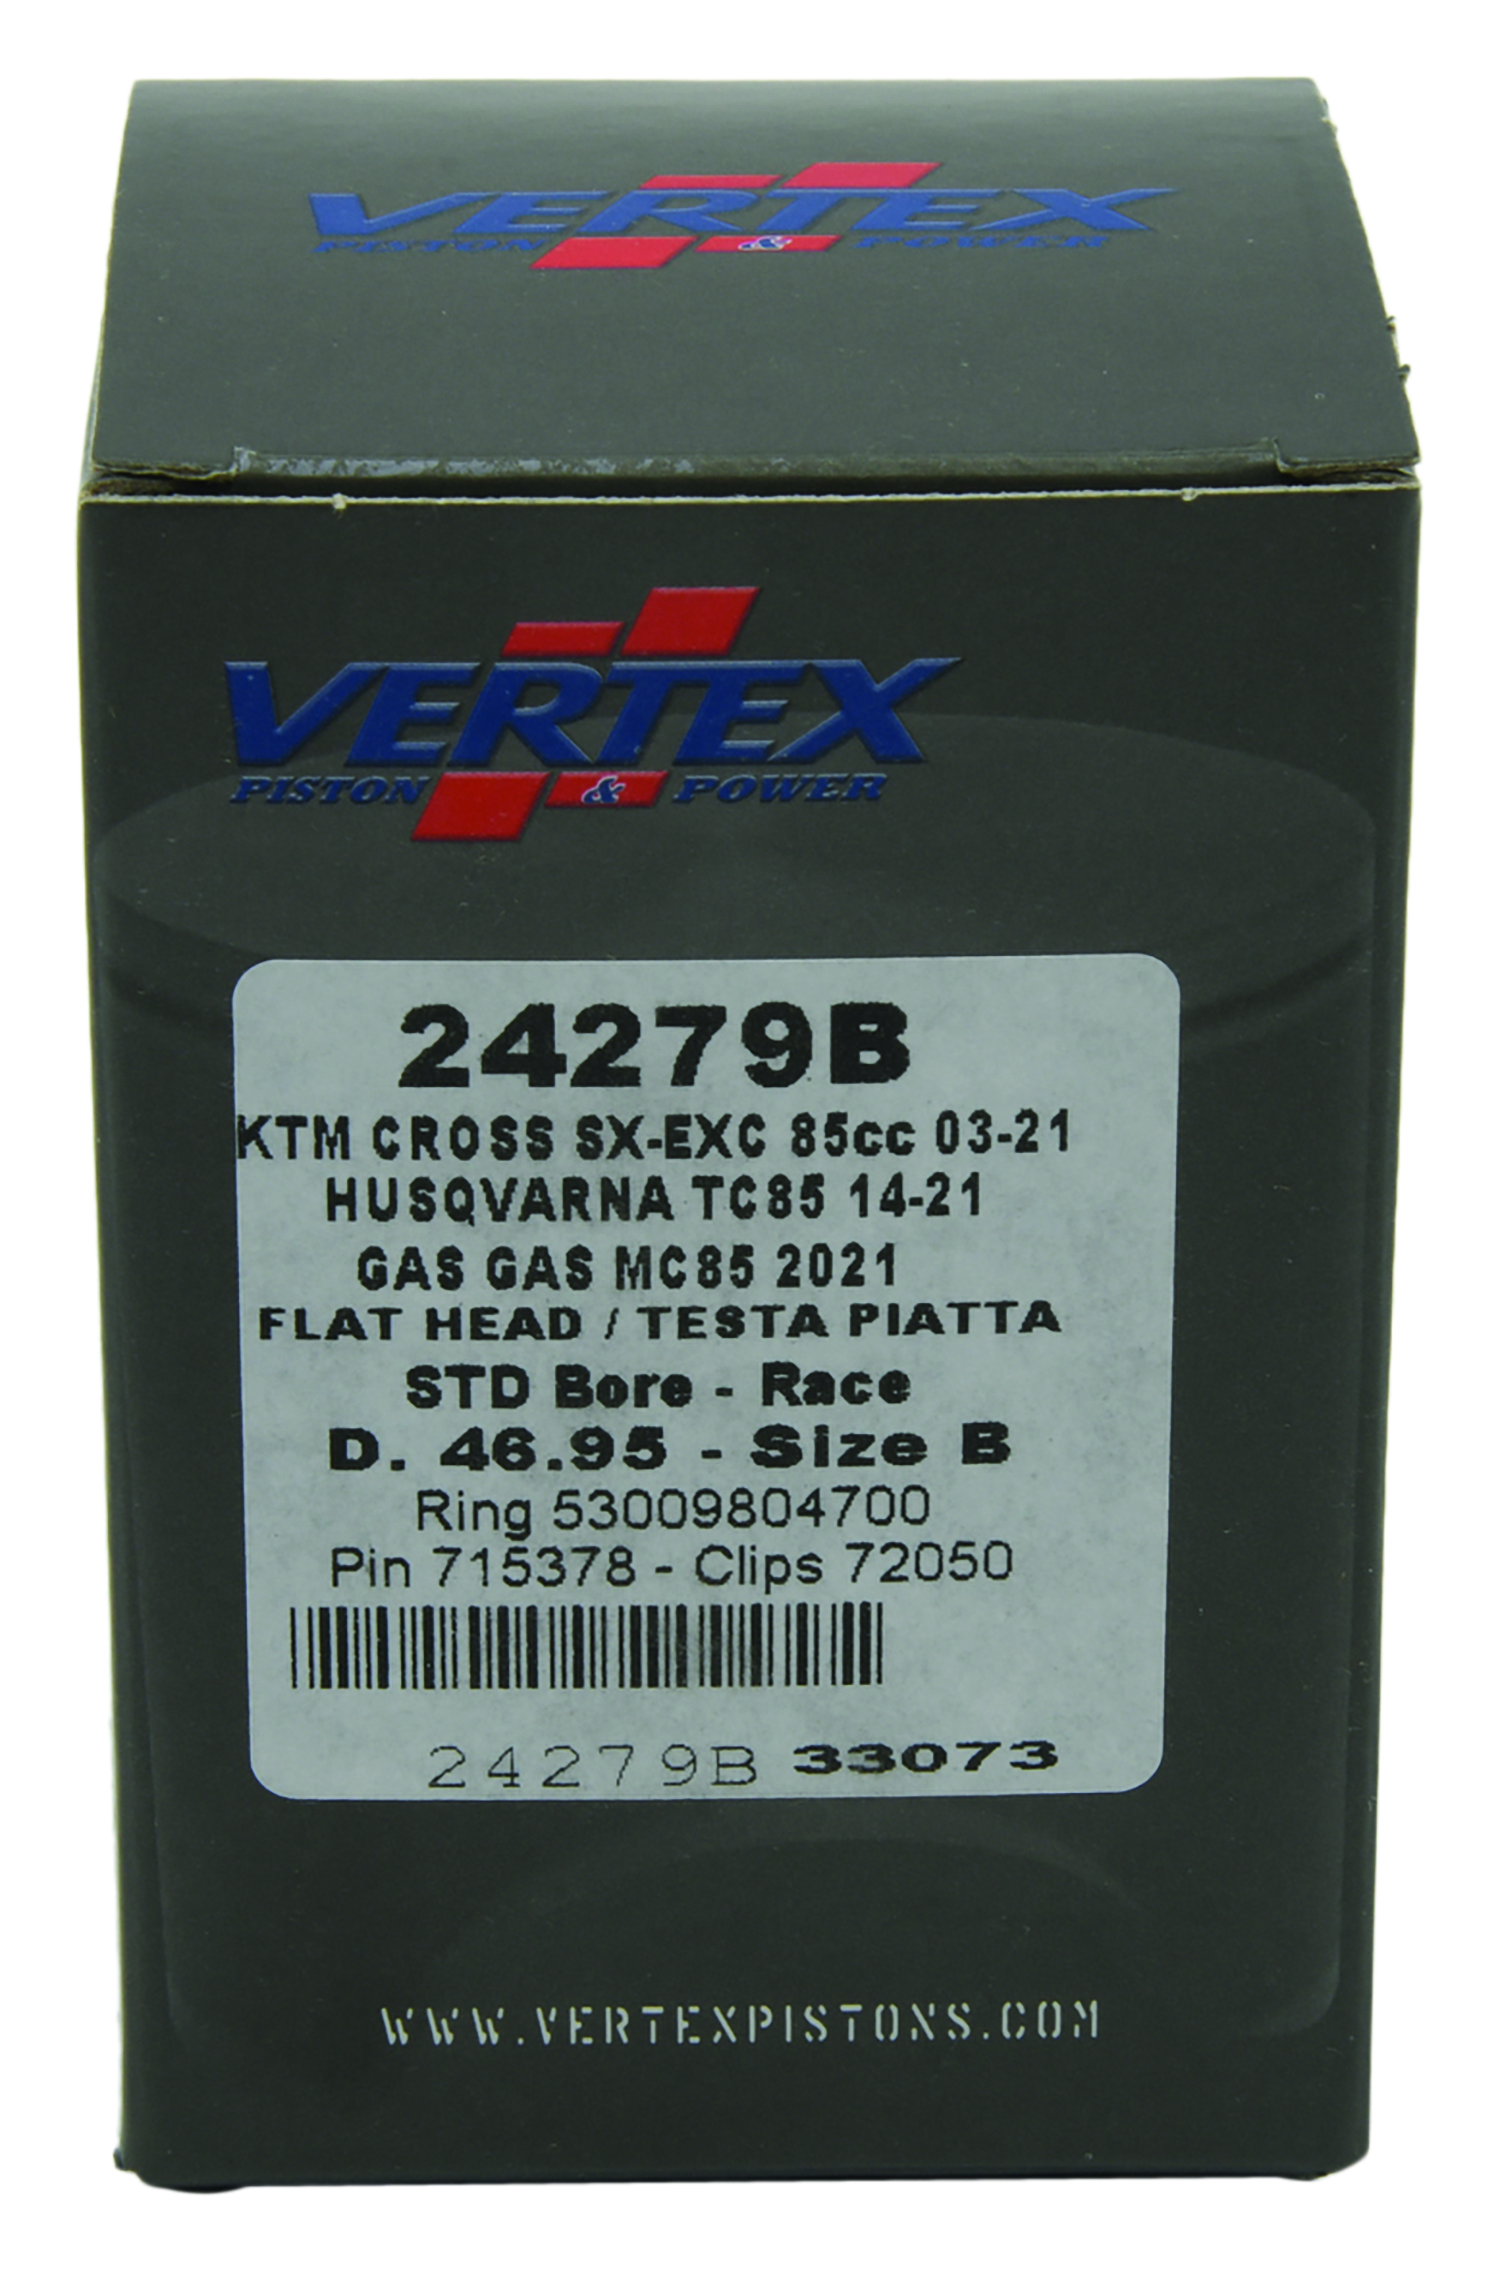 VERTEX
PISTON & POWER
VERTEX
PISTON & POWER
24279B
KTM CROSS SX-EXC 85cc 03-21
HUSQVARNA TC85 14-21
GAS GAS MC85 2021
FLAT HEAD / TESTA PIATTA
STD Bore - Race
D. 46.95 - Size B
Ring 53009804700
Pin 715378 - Clips 72050
24279B 33073
WWW.VERTEXPISTONS.COM